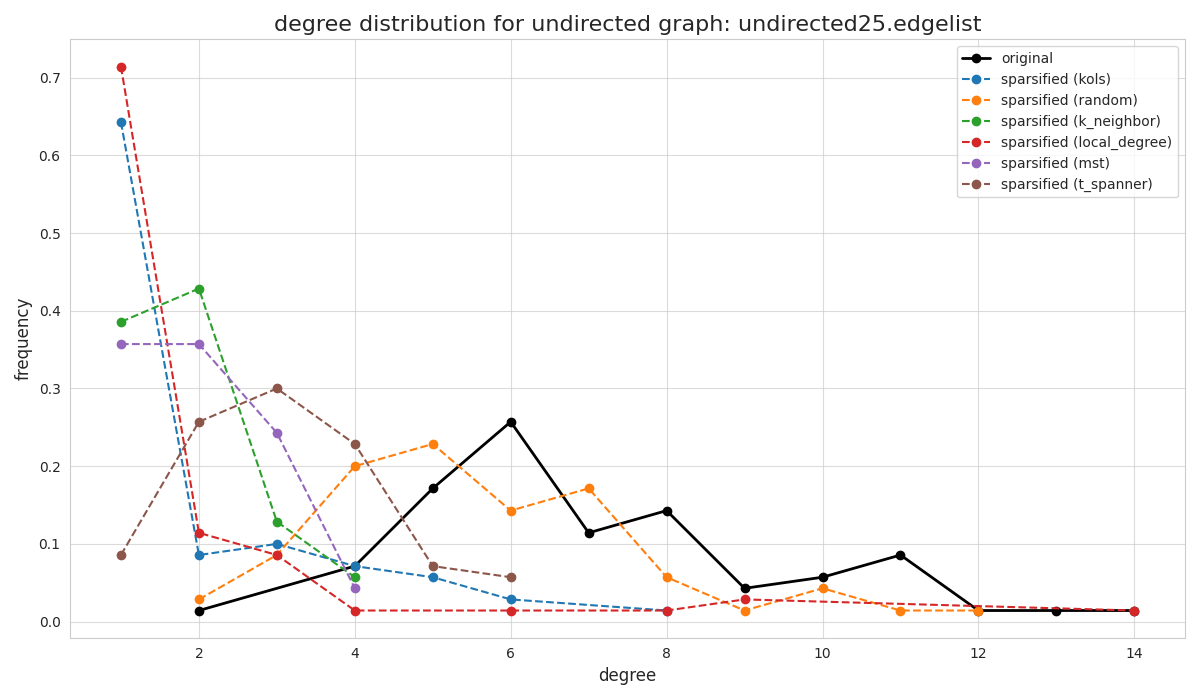 degree distribution for undirected graph: undirected25.edgelist
original
sparsified (kols)
sparsified (random)
sparsified (k_neighbor)
sparsified (local_degree)
sparsified (mst)
sparsified (t_spanner)
frequency
0.7
0.6
0.5
0.4
0.3
0.2
0.1
0.0
2 4 6 8 10 12 14
degree